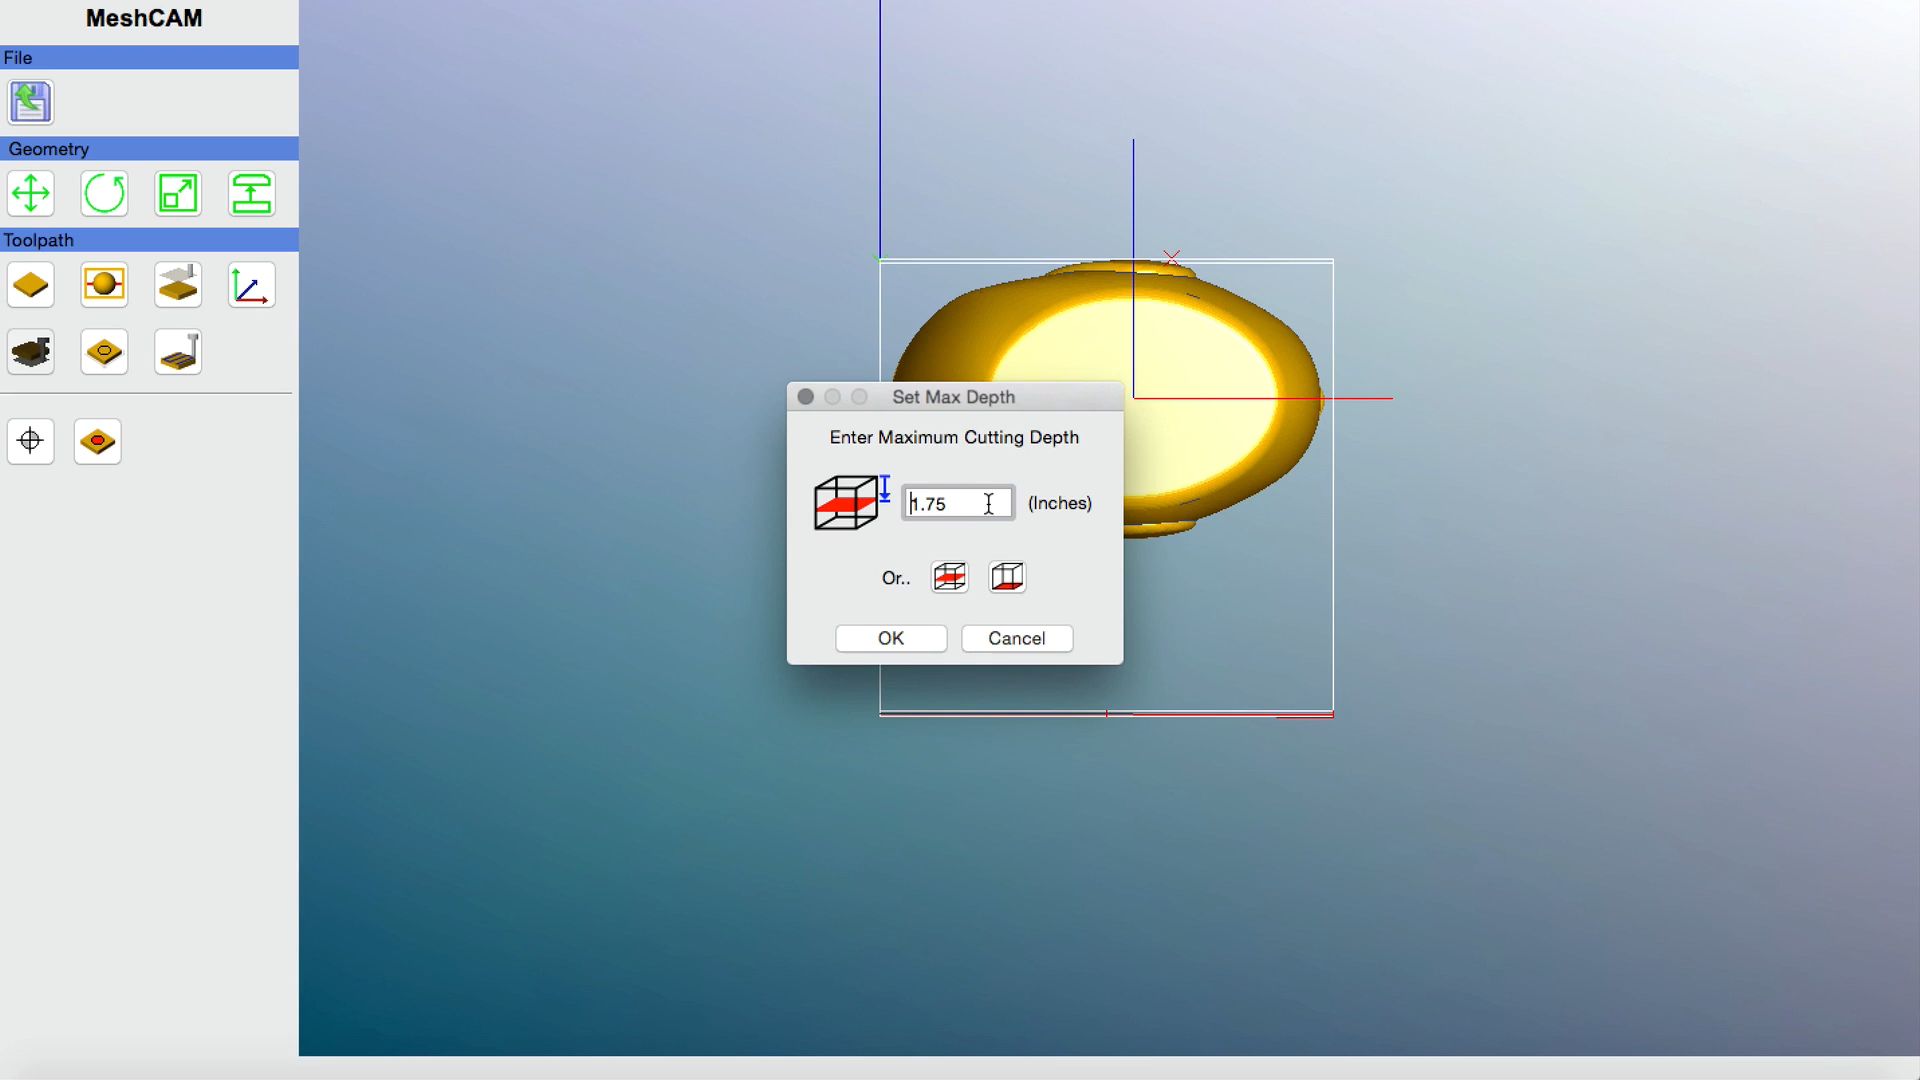 MeshCAM
File
Geometry
Toolpath
Set Max Depth
Enter Maximum Cutting Depth
1.75 (Inches)
Or..
OK Cancel